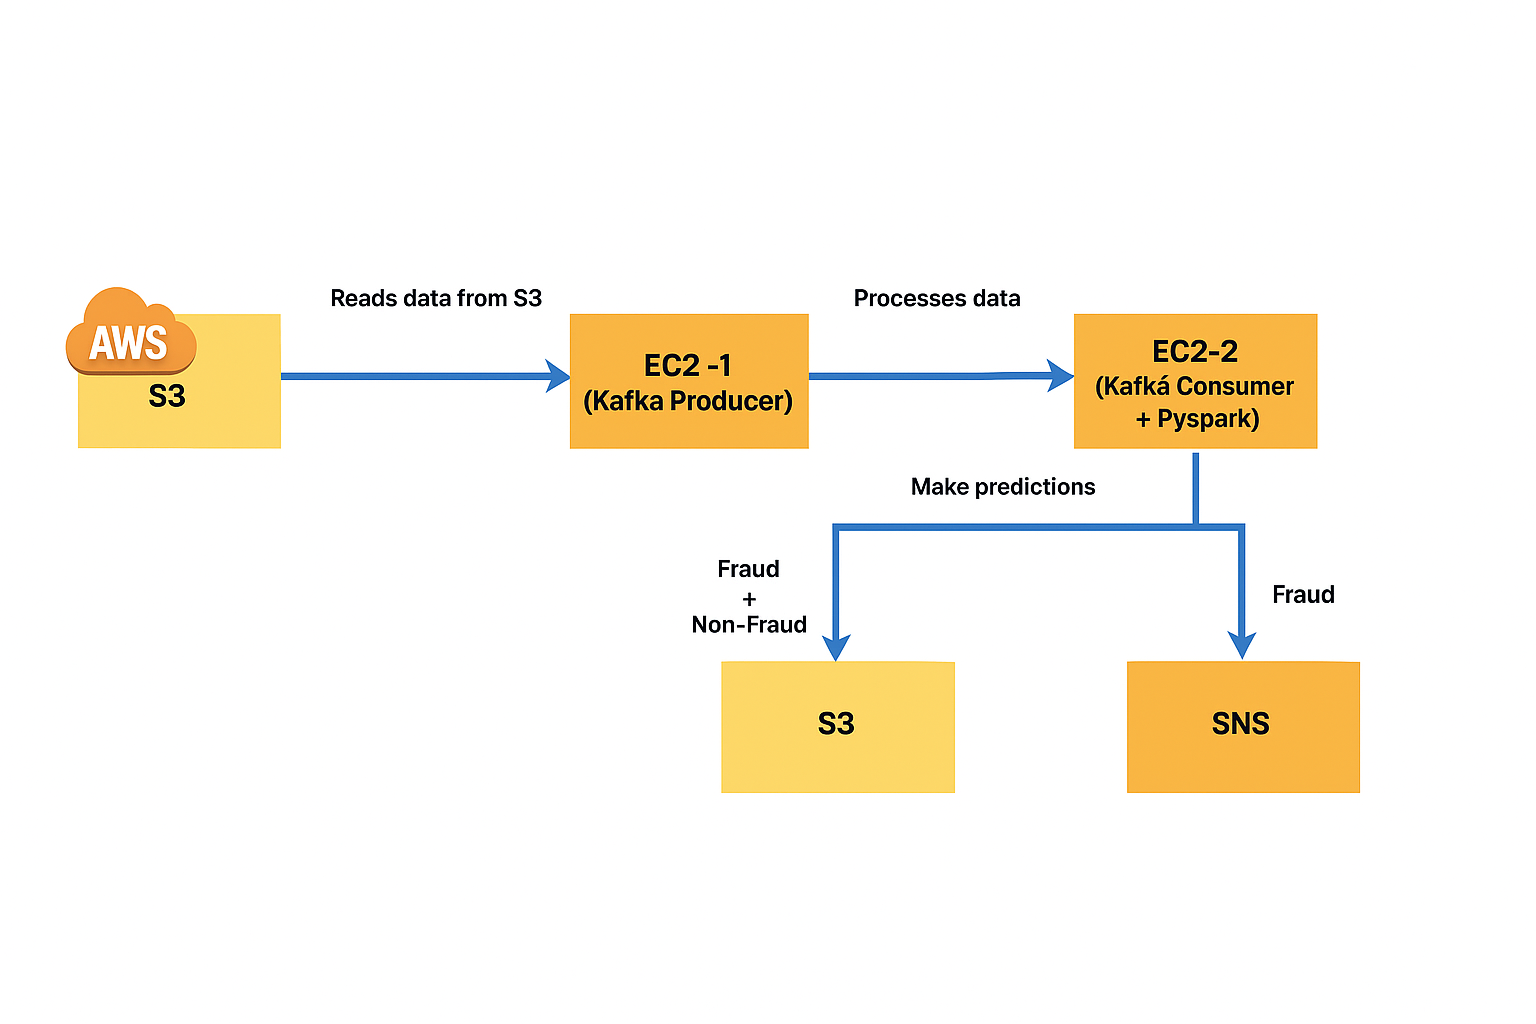 AWS
S3
Reads data from S3
EC2 -1
(Kafka Producer)
Processes data
EC2-2
(Kafká Consumer
+ Pyspark)
Make predictions
Fraud
+
Non-Fraud
Fraud
S3
SNS